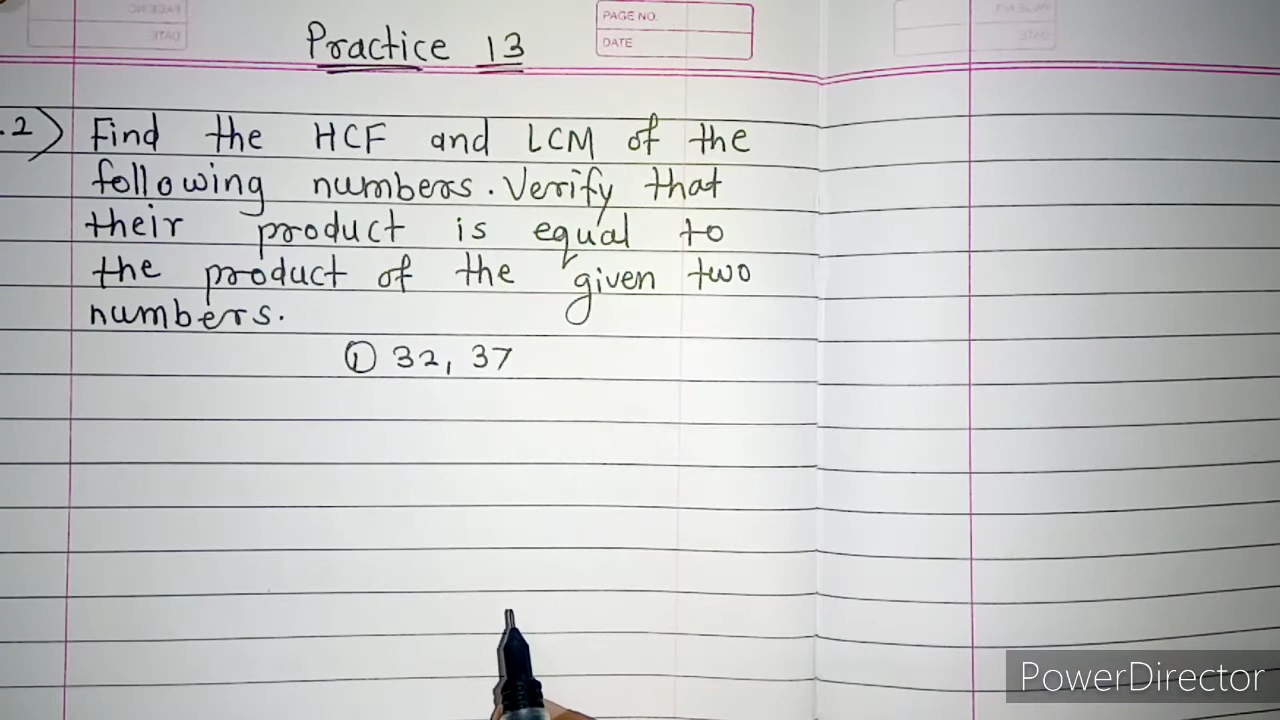 PAGE NO.
DATE
Practice 13
.2) Find the HCF and LCM of the
following numbers. Verify that
their product is equal to
the product of the given two
numbers.
① 32, 37
PowerDirector